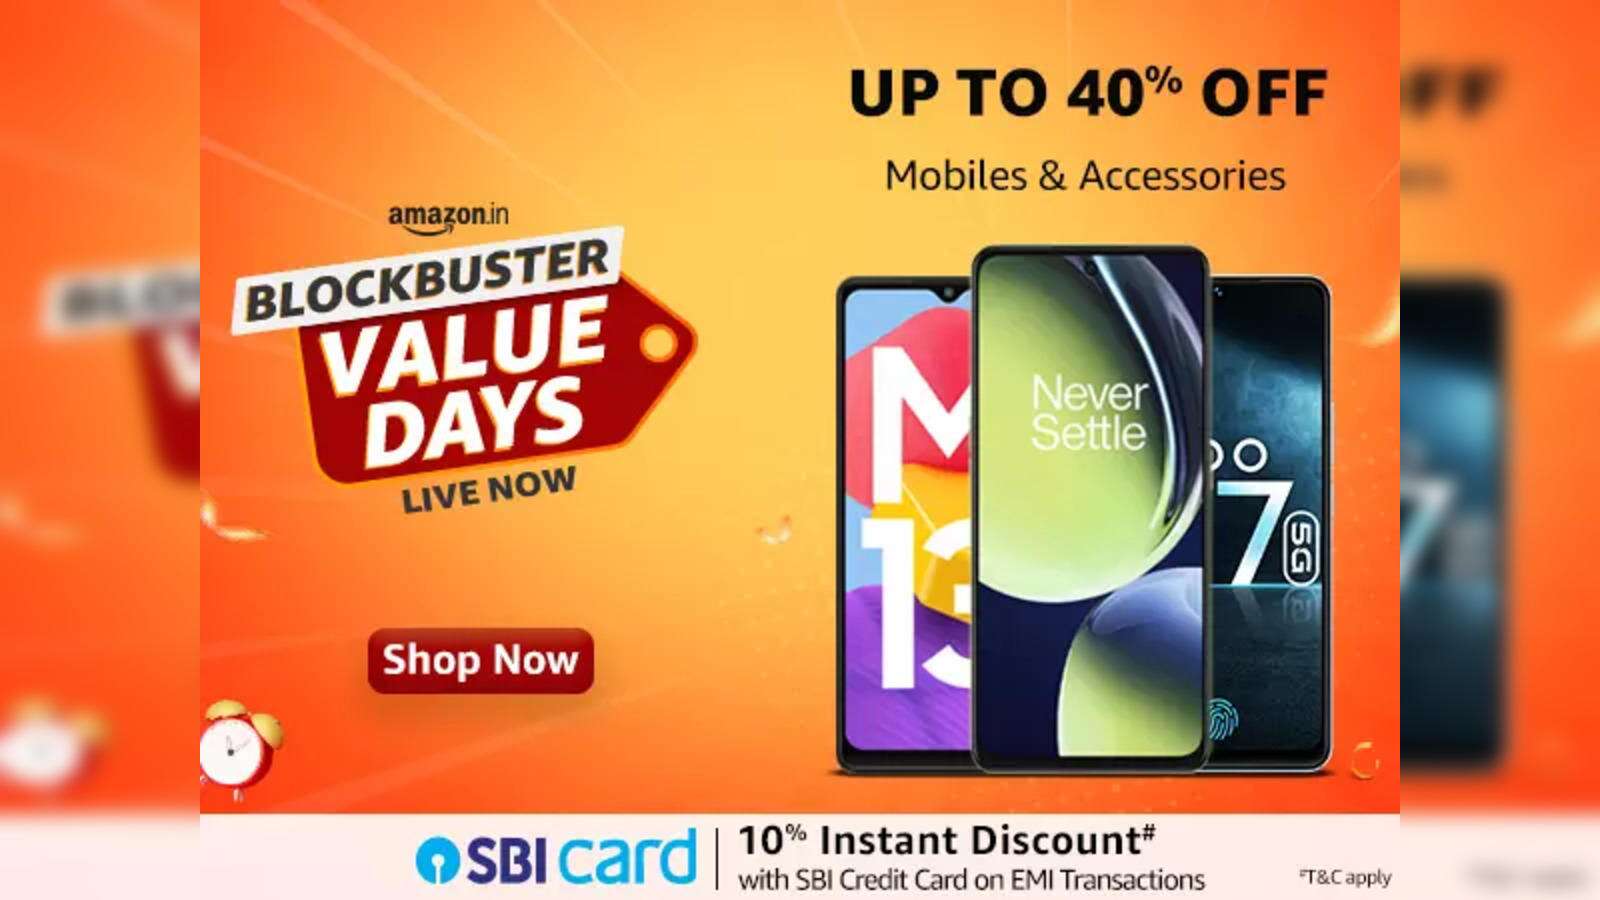 UP TO 40% OFF
Mobiles & Accessories
amazon.in
BLOCKBUSTER
VALUE
DAYS
LIVE NOW
Shop Now
M
13
Never
Settle
7
5G
SBI card
10% Instant Discount#
with SBI Credit Card on EMI Transactions
#T&C apply